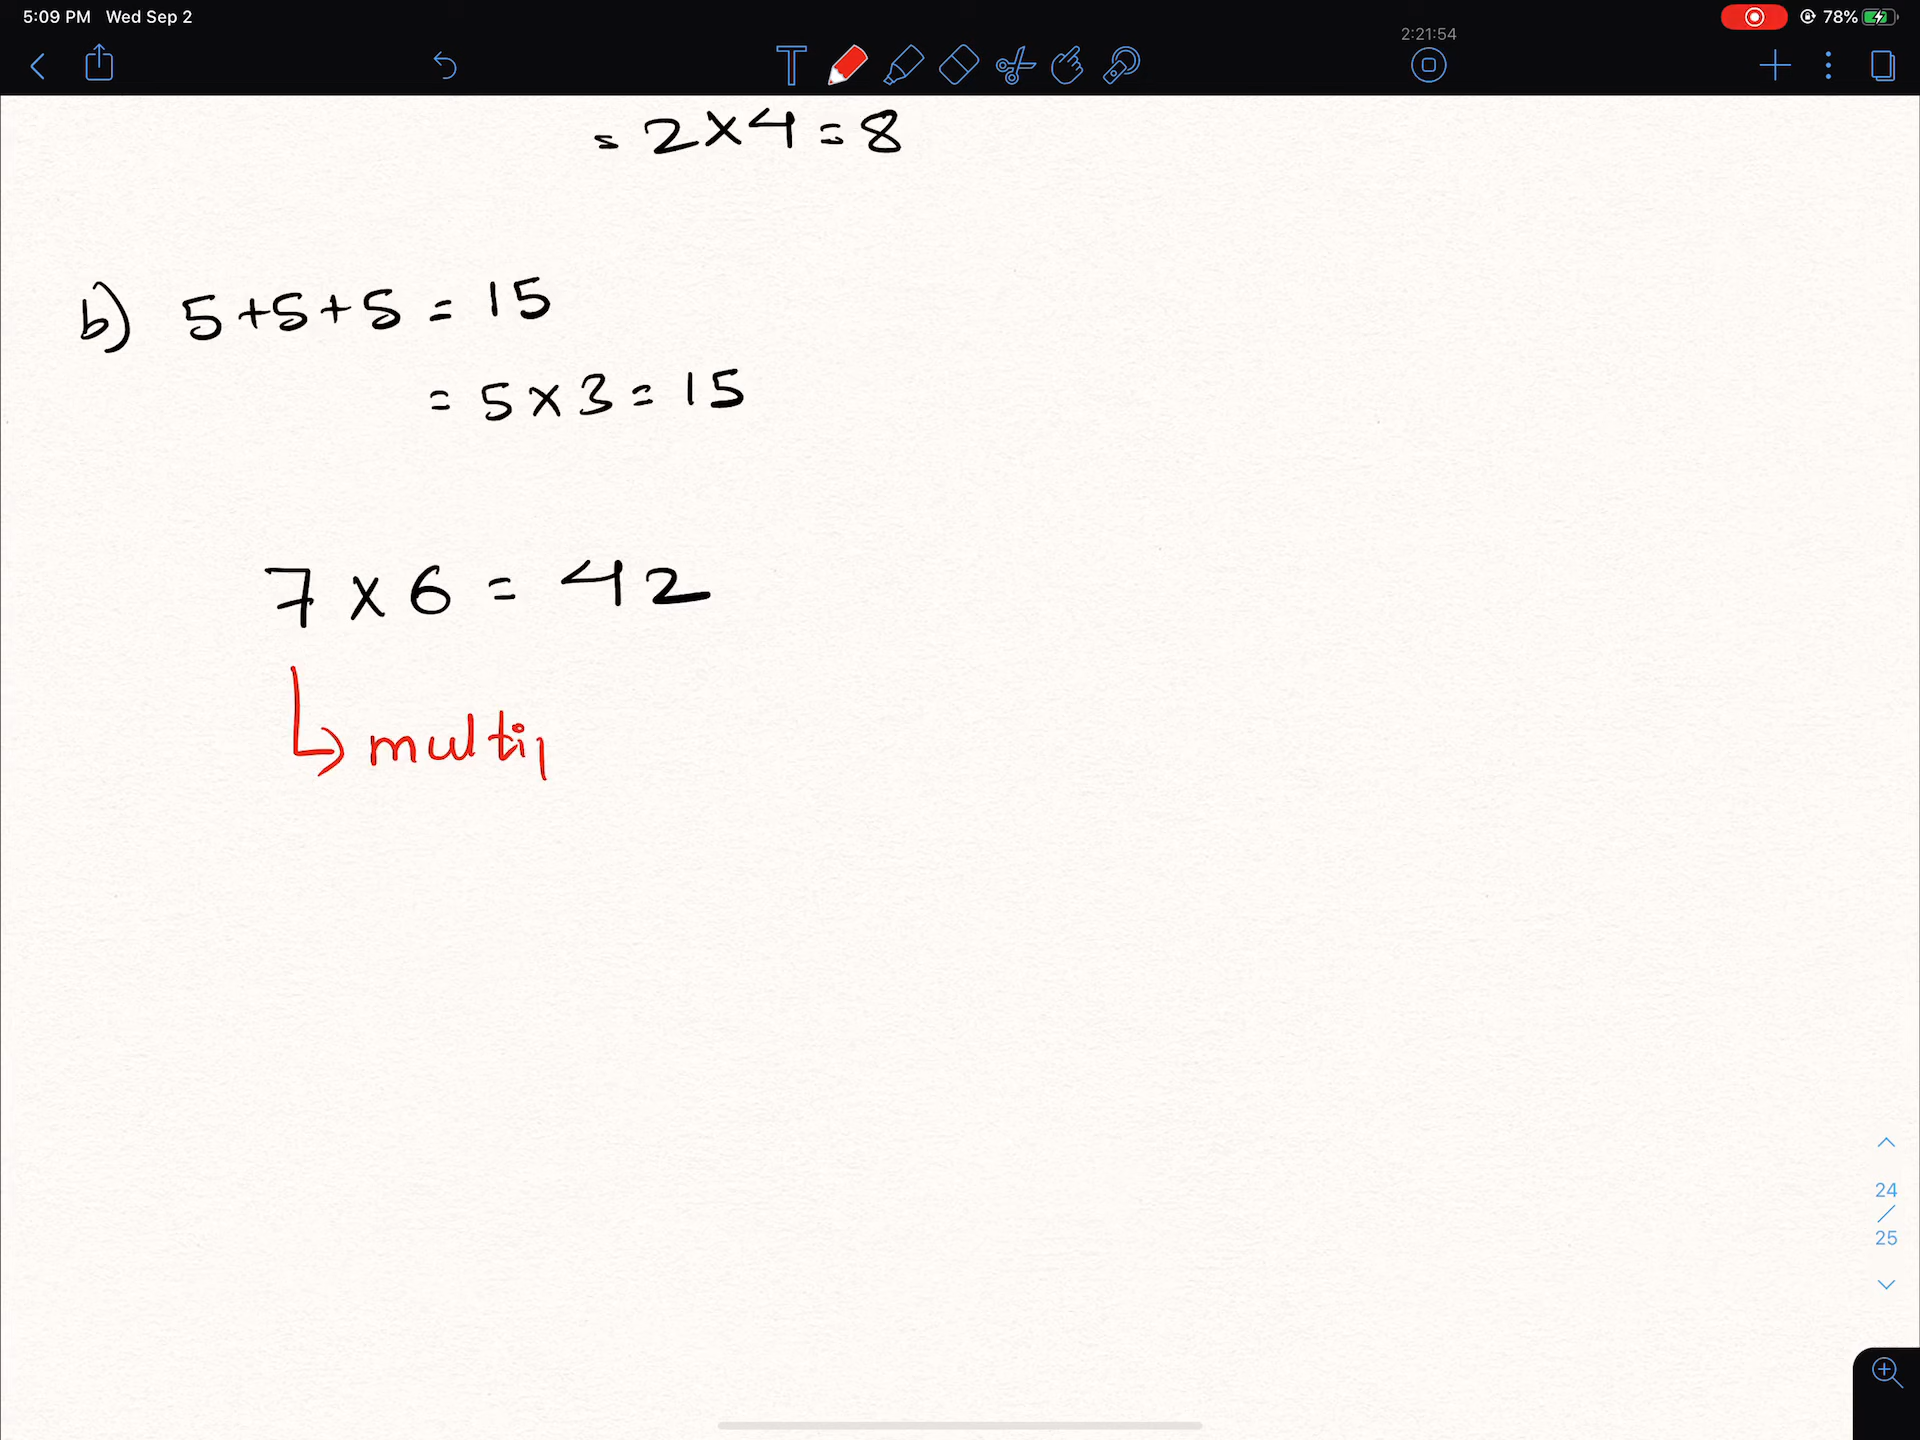 5:09 PM Wed Sep 2
78%
2:21:54
= 2 x 4 = 8
b) 5 + 5 + 5 = 15
= 5 x 3 = 15
7 x 6 = 42
multip
24
/
25